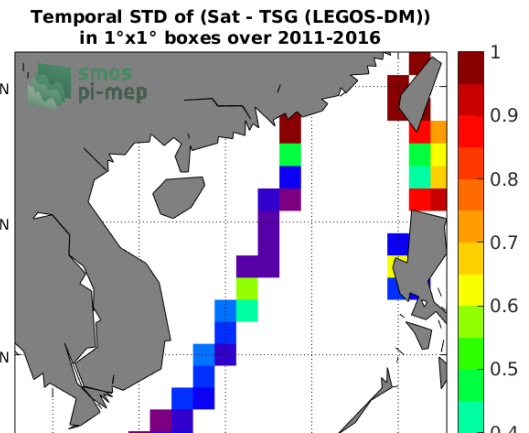 Temporal STD of (Sat - TSG (LEGOS-DM))
in 1°x1° boxes over 2011-2016
smos
pi-mep
N
N
N
1
0.9
0.8
0.7
0.6
0.5
0.4